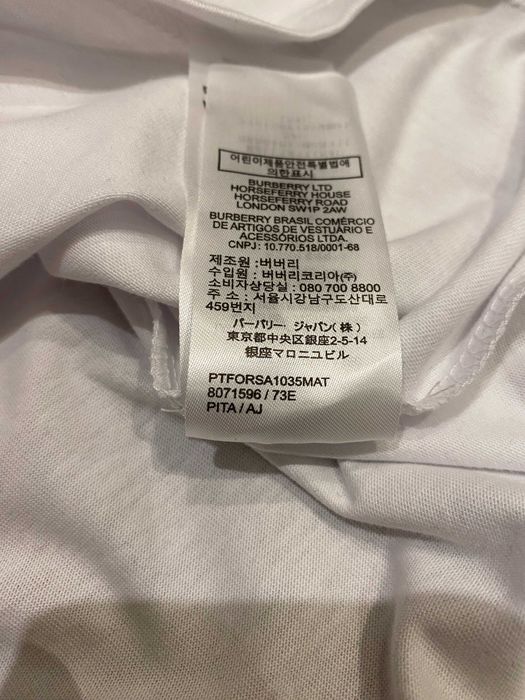 어린이제품안전특별법에
의한표시
BURBERRY LTD
HORSEFERRY HOUSE
HORSEFERRY ROAD
LONDON SW1P 2AW
BURBERRY BRASIL COMÉRCIO
DE ARTIGOS DE VESTUÁRIO E
ACESSÓRIOS LTDA.
CNPJ: 10.770.518/0001-68
제조원 : 버버리
수입원 : 버버리코리아(주)
소비자상당실 : 080 700 8800
주 소 : 서울시강남구도산대로
459번지
バーバリー・ジャパン(株)
東京都中央区銀座2-5-14
銀座マロニユビル
PTFORSA1035MAT
8071596 / 73E
PITA / AJ